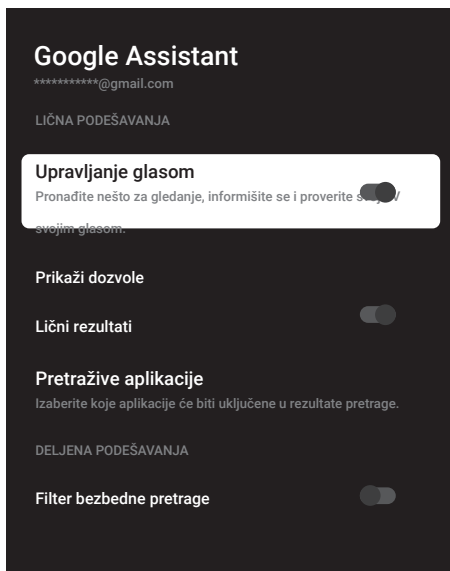 Google Assistant
***********@gmail.com
LIČNA PODEŠAVANJA
Upravljanje glasom
Pronađite nešto za gledanje, informišite se i proverite
svojim glasom.
Prikaži dozvole
Lični rezultati
Pretražive aplikacije
Izaberite koje aplikacije će biti uključene u rezultate pretrage.
DELJENA PODEŠAVANJA
Filter bezbedne pretrage